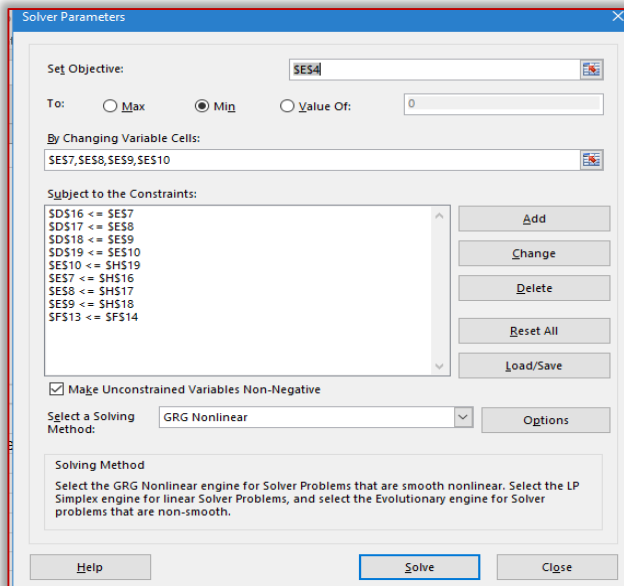 Solver Parameters
Set Objective:
$E$4
To:
Max
Min
Value Of:
0
By Changing Variable Cells:
$E$7,$E$8,$E$9,$E$10
Subject to the Constraints:
$D$16 <= $E$7
$D$17 <= $E$8
$D$18 <= $E$9
$D$19 <= $E$10
$E$10 <= $H$19
$E$7 <= $H$16
$E$8 <= $H$17
$E$9 <= $H$18
$F$13 <= $F$14
Add
Change
Delete
Reset All
Load/Save
Make Unconstrained Variables Non-Negative
Select a Solving
Method:
GRG Nonlinear
Options
Solving Method
Select the GRG Nonlinear engine for Solver Problems that are smooth nonlinear. Select the LP
Simplex engine for linear Solver Problems, and select the Evolutionary engine for Solver
problems that are non-smooth.
Help
Solve
Close